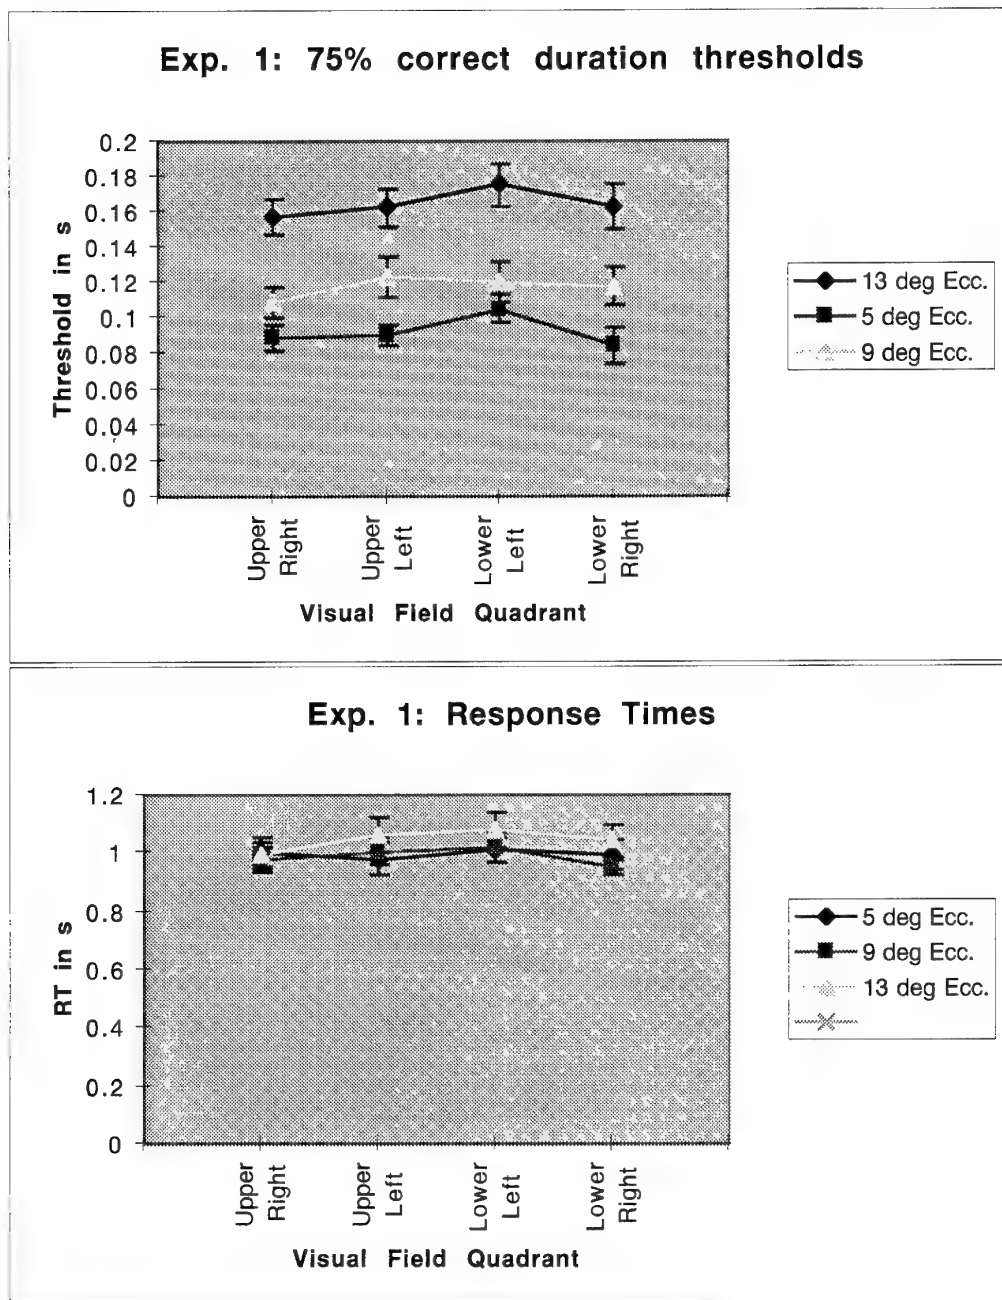 Exp. 1: 75% correct duration thresholds
Threshold in s
0.2
0.18
0.16
0.14
0.12
0.1
0.08
0.06
0.04
0.02
0
Upper Right
Upper Left
Lower Left
Lower Right
Visual Field Quadrant
13 deg Ecc.
5 deg Ecc.
9 deg Ecc.
Exp. 1: Response Times
RT in s
1.2
1
0.8
0.6
0.4
0.2
0
Upper Right
Upper Left
Lower Left
Lower Right
Visual Field Quadrant
5 deg Ecc.
9 deg Ecc.
13 deg Ecc.